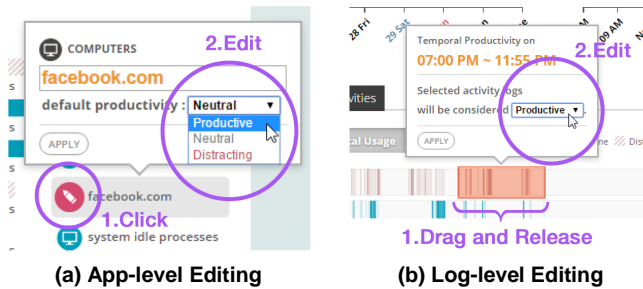 COMPUTERS
2.Edit
facebook.com
default productivity : Neutral
Productive
Neutral
Distracting
APPLY
facebook.com
1.Click
system idle processes
(a) App-level Editing
28 Fri
29 Sat
09 AM
Temporal Productivity on
07:00 PM ~ 11:55 PM
2.Edit
Selected activity logs
will be considered Productive .
APPLY
1.Drag and Release
(b) Log-level Editing